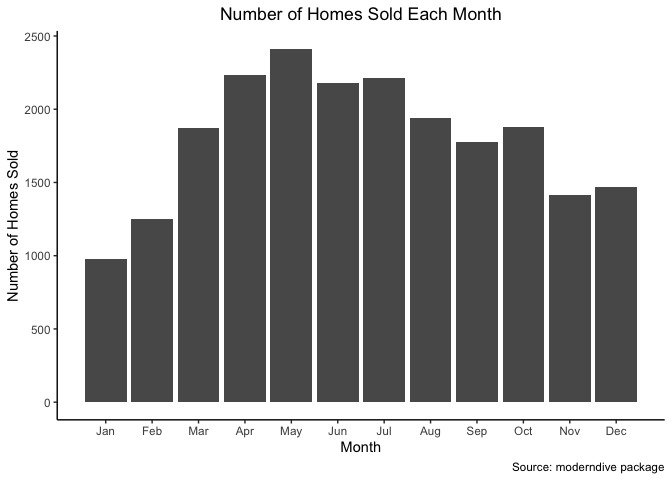 Number of Homes Sold Each Month
Number of Homes Sold
2500
2000
1500
1000
500
0
Jan Feb Mar Apr May Jun Jul Aug Sep Oct Nov Dec
Month
Source: moderndive package